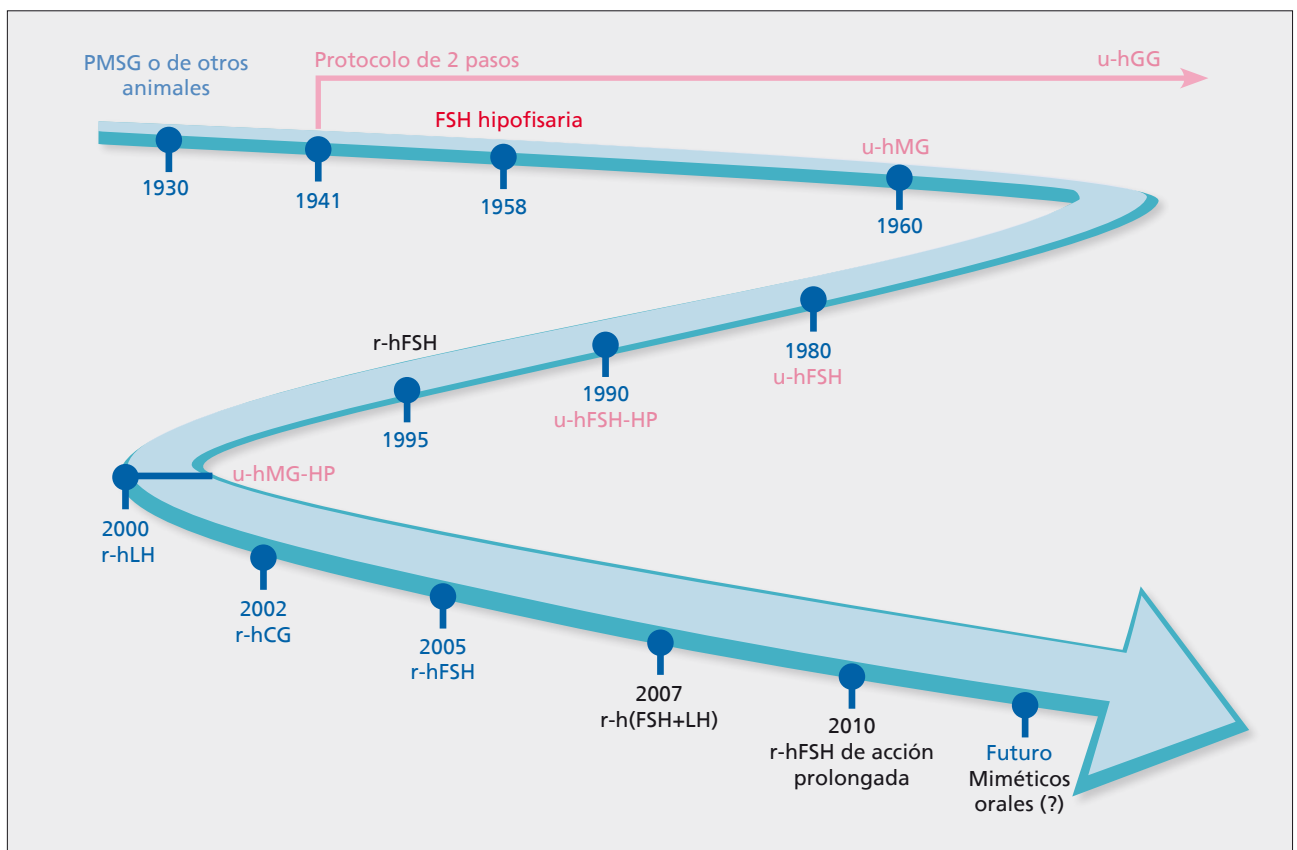 PMSG o de otros
animales
Protocolo de 2 pasos
u-hGG
FSH hipofisaria
u-hMG
1930
1941
1958
1960
1980
u-hFSH
1990
u-hFSH-HP
r-hFSH
1995
u-hMG-HP
2000
r-hLH
2002
r-hCG
2005
r-hFSH
2007
r-h(FSH+LH)
2010
r-hFSH de acción
prolongada
Futuro
Miméticos
orales (?)